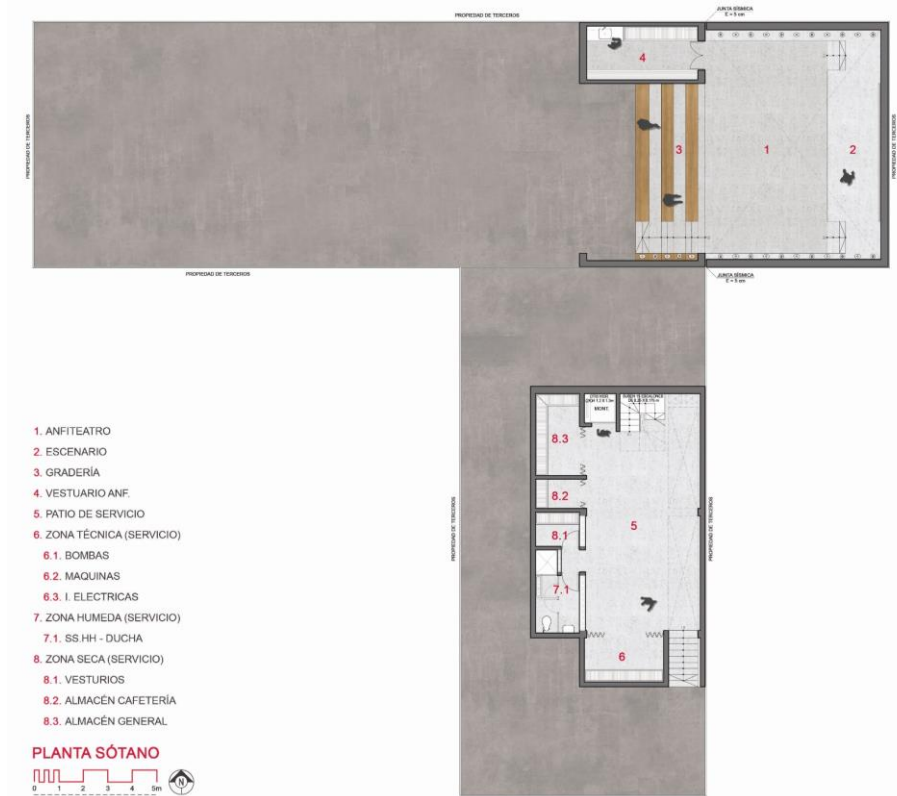 PROPIEDAD DE TERCEROS
JUNTA SÍSMICA
E = 5 cm
PROPIEDAD DE TERCEROS
PROPIEDAD DE TERCEROS
4
3
1
2
PROPIEDAD DE TERCEROS
JUNTA SÍSMICA
E = 5 cm
MONT.
8.3
8.2
8.1
5
7.1
6
PROPIEDAD DE TERCEROS
PROPIEDAD DE TERCEROS
1. ANFITEATRO
2. ESCENARIO
3. GRADERÍA
4. VESTUARIO ANF.
5. PATIO DE SERVICIO
6. ZONA TÉCNICA (SERVICIO)
6.1. BOMBAS
6.2. MAQUINAS
6.3. I. ELECTRICAS
7. ZONA HUMEDA (SERVICIO)
7.1. SS.HH - DUCHA
8. ZONA SECA (SERVICIO)
8.1. VESTURIOS
8.2. ALMACÉN CAFETERÍA
8.3. ALMACÉN GENERAL
PLANTA SÓTANO
0 1 2 3 4 5m
N